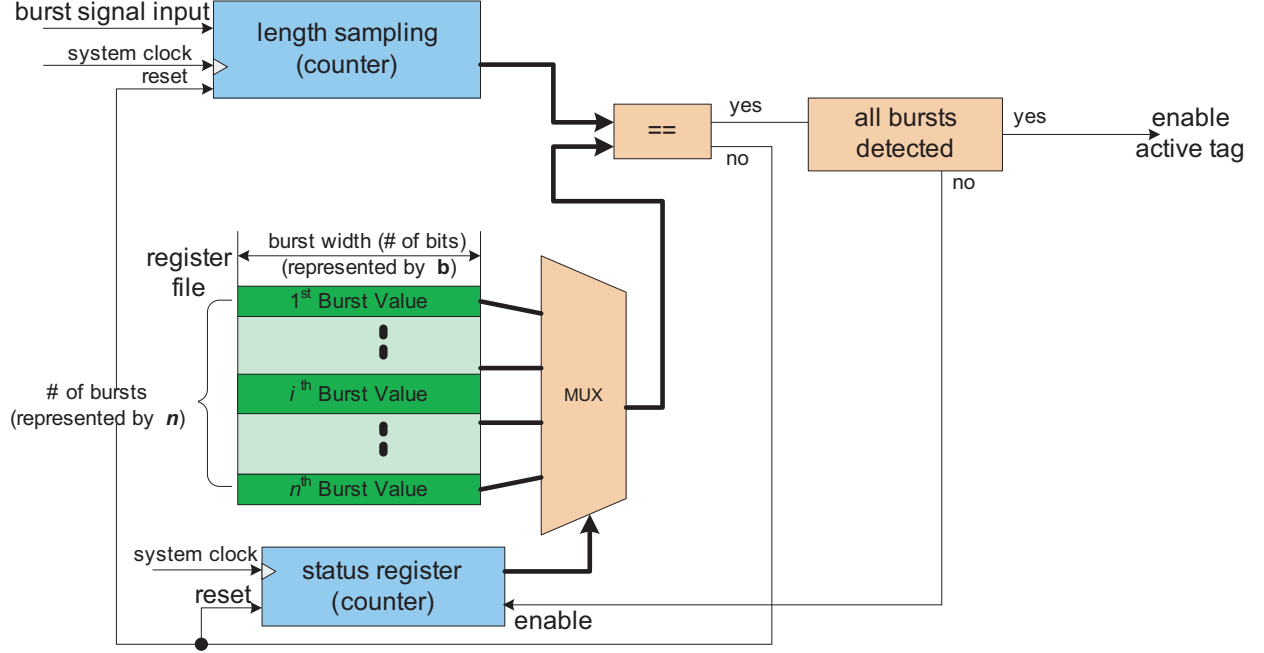 burst signal input
system clock
reset
length sampling
(counter)
==
yes
no
all bursts
detected
yes
no
enable
active tag
register
file
burst width (# of bits)
(represented by b)
1st Burst Value
i th Burst Value
nth Burst Value
# of bursts
(represented by n)
MUX
system clock
reset
status register
(counter)
enable